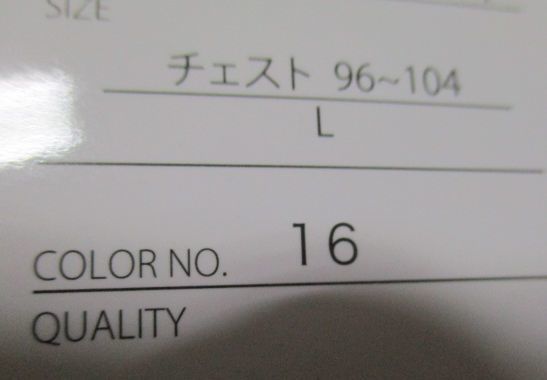 SIZE
チェスト 96~104
L
COLOR NO. 16
QUALITY